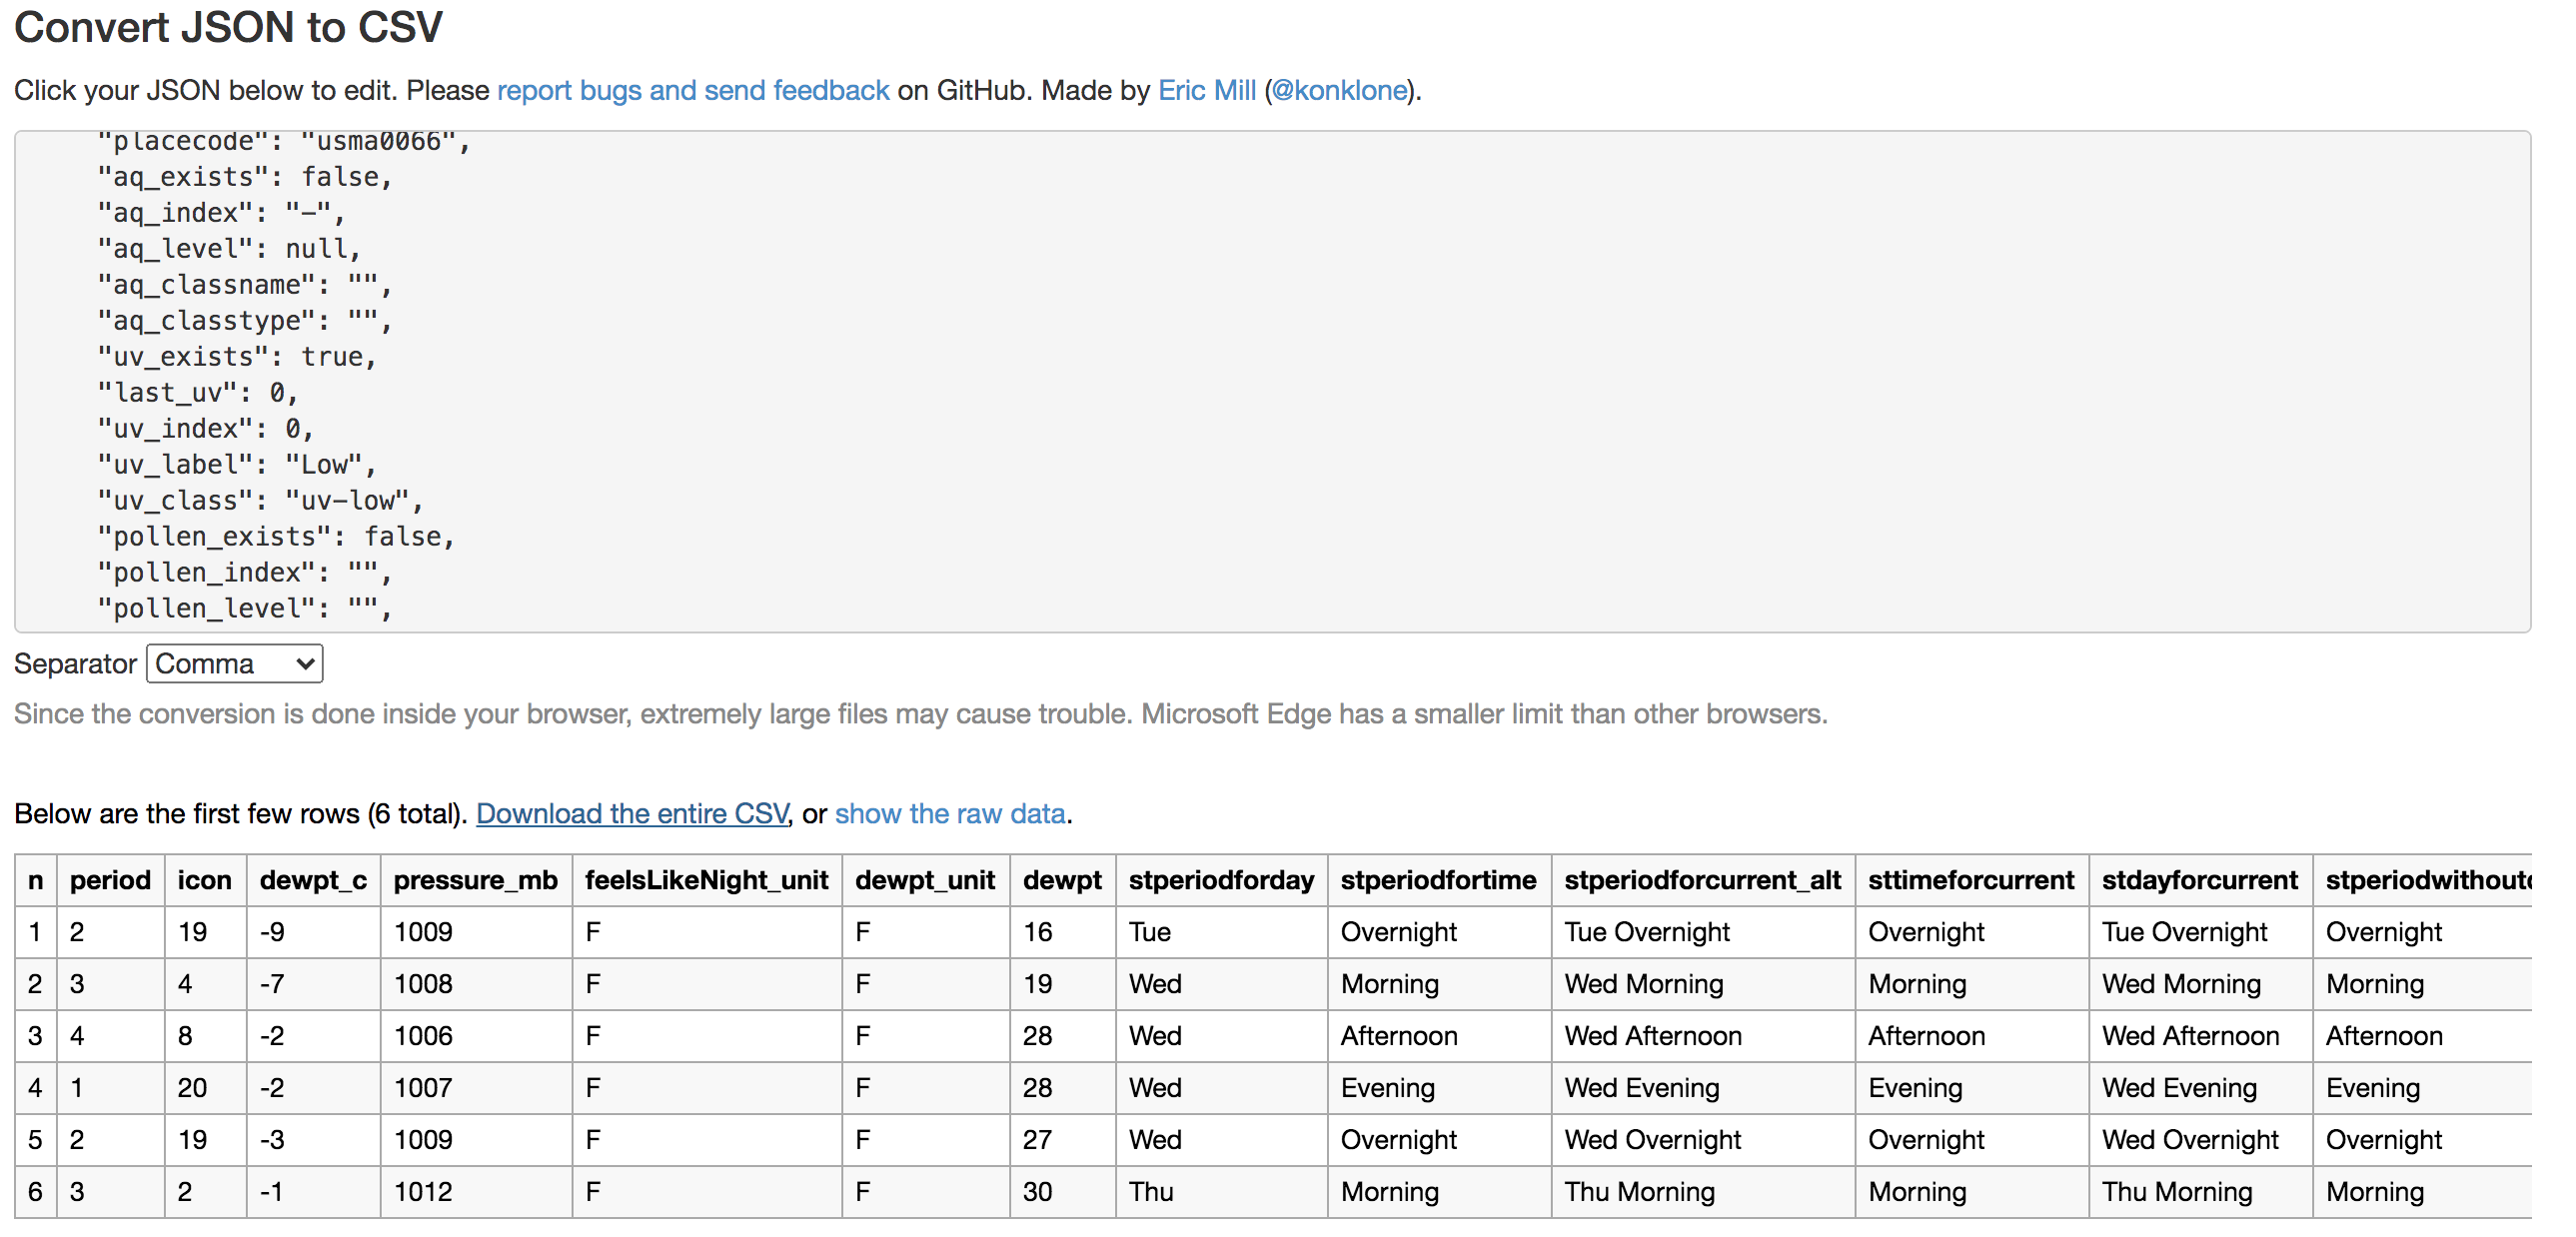 Convert JSON to CSV
Click your JSON below to edit. Please report bugs and send feedback on GitHub. Made by Eric Mill (@konklone).
"placecode": "usma0066",
"aq_exists": false,
"aq_index": "-",
"aq_level": null,
"aq_classname": "",
"aq_classtype": "",
"uv_exists": true,
"last_uv": 0,
"uv_index": 0,
"uv_label": "Low",
"uv_class": "uv-low",
"pollen_exists": false,
"pollen_index": "",
"pollen_level": "",
Separator Comma
Since the conversion is done inside your browser, extremely large files may cause trouble. Microsoft Edge has a smaller limit than other browsers.
Below are the first few rows (6 total). Download the entire CSV, or show the raw data.
n period icon dewpt_c pressure_mb feelsLikeNight_unit dewpt_unit dewpt stperiodforday stperiodfortime stperiodforcurrent_alt sttimeforcurrent stdayforcurrent
1 2 19 -9 1009 F F 16 Tue Overnight Tue Overnight Overnight Tue Overnight Overnight
2 3 4 -7 1008 F F 19 Wed Morning Wed Morning Morning Wed Morning Morning
3 4 8 -2 1006 F F 28 Wed Afternoon Wed Afternoon Afternoon Wed Afternoon Afternoon
4 1 20 -2 1007 F F 28 Wed Evening Wed Evening Evening Wed Evening Evening
5 2 19 -3 1009 F F 27 Wed Overnight Wed Overnight Overnight Wed Overnight Overnight
6 3 2 -1 1012 F F 30 Thu Morning Thu Morning Morning Thu Morning Morning